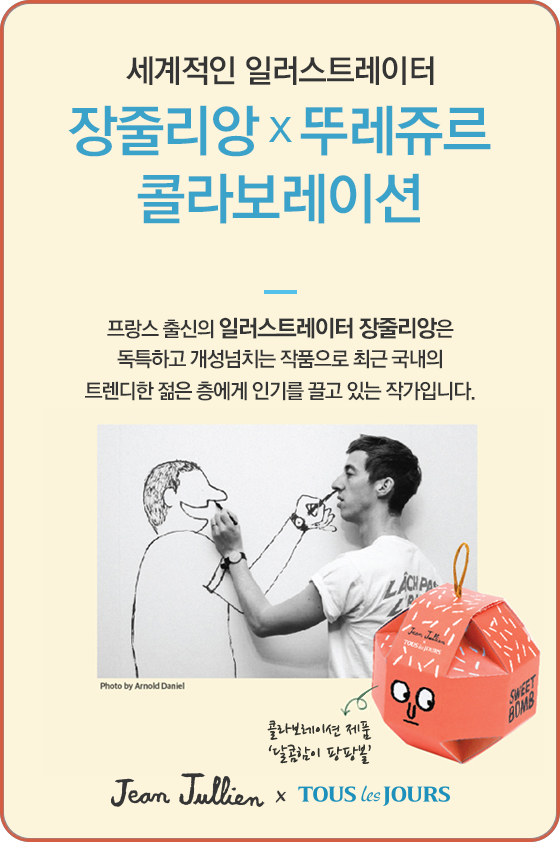 세계적인 일러스트레이터
장줄리앙 x 뚜레쥬르
콜라보레이션
프랑스 출신의 일러스트레이터 장줄리앙은
독특하고 개성넘치는 작품으로 최근 국내의
트렌디한 젊은 층에게 인기를 끌고 있는 작가입니다.
LÂCH PAS
Photo by Arnold Daniel
Jean Jullien
TOUS les JOURS
SWEET
BOMB
콜라보레이션 제품
‘달콤함이 팡팡볼’
Jean Jullien x TOUS les JOURS